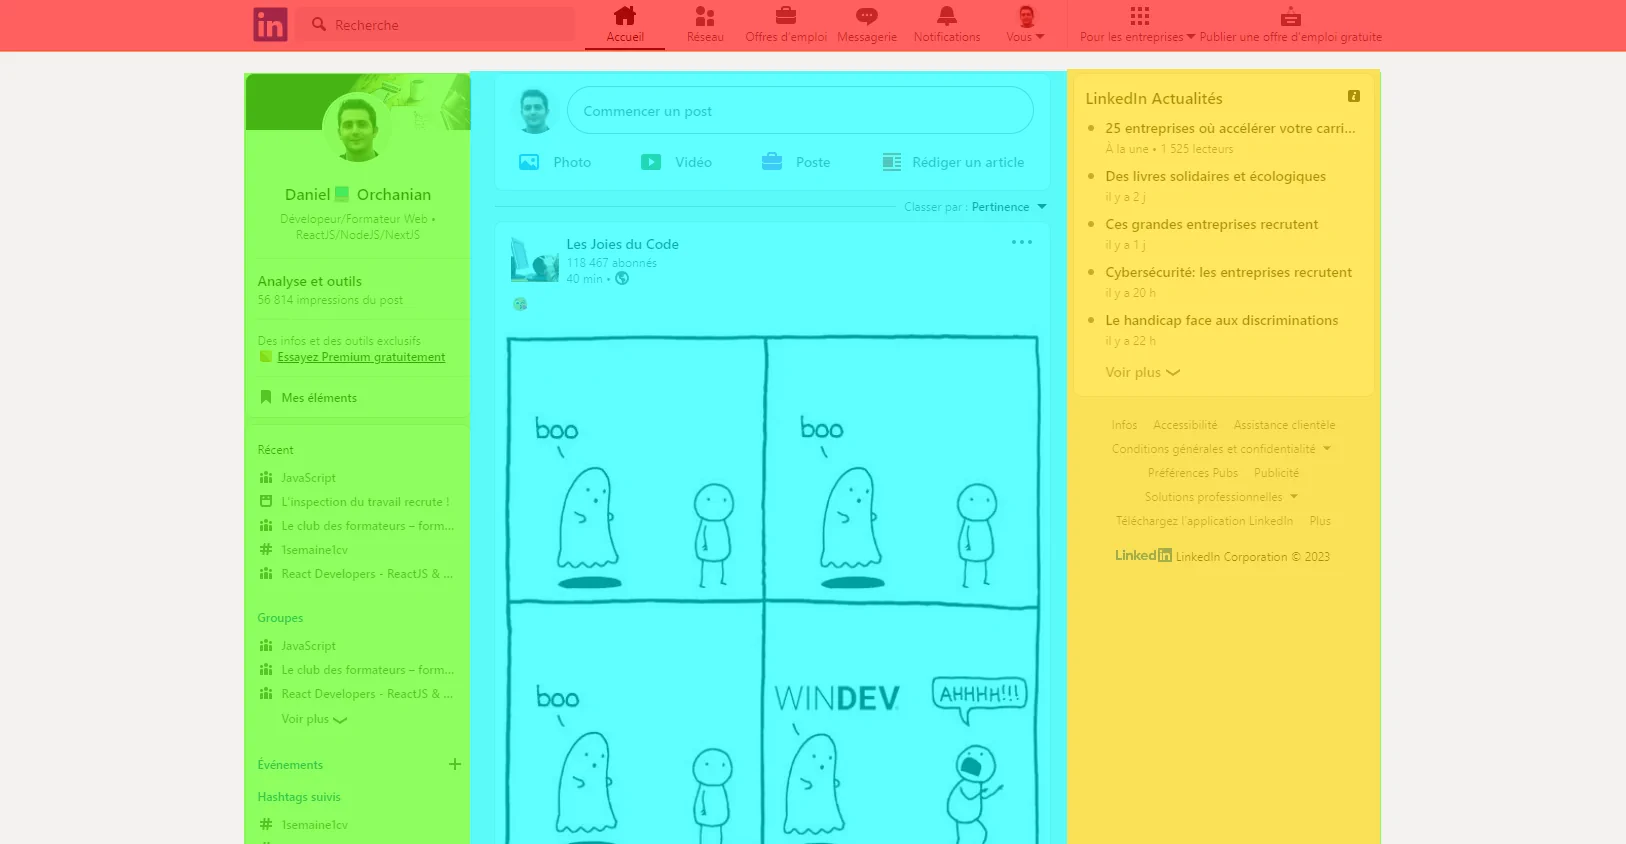 in
Recherche
Accueil
Réseau
Offres d'emploi
Messagerie
Notifications
Vous
Pour les entreprises
Publier une offre d'emploi gratuite
Daniel Orchanian
Dévelopeur/Formateur Web •
ReactJS/NodeJS/NextJS
Analyse et outils
56 814 impressions du post
Des infos et des outils exclusifs
Essayez Premium gratuitement
Mes éléments
Récent
JavaScript
L'inspection du travail recrute !
Le club des formateurs – form...
# 1semaine1cv
React Developers - ReactJS & ...
Groupes
JavaScript
Le club des formateurs – form...
React Developers - ReactJS & ...
Voir plus
Événements +
Hashtags suivis
# 1semaine1cv
Commencer un post
Photo
Vidéo
Poste
Rédiger un article
Classer par : Pertinence
Les Joies du Code
118 467 abonnés
40 min •
boo
boo
boo
WINDEV
AHHHH!!!
LinkedIn Actualités
• 25 entreprises où accélérer votre carri...
À la une • 1 525 lecteurs
• Des livres solidaires et écologiques
il y a 2 j
• Ces grandes entreprises recrutent
il y a 1 j
• Cybersécurité: les entreprises recrutent
il y a 20 h
• Le handicap face aux discriminations
il y a 22 h
Voir plus
Infos Accessibilité Assistance clientèle
Conditions générales et confidentialité
Préférences Pubs Publicité
Solutions professionnelles
Téléchargez l'application LinkedIn Plus
LinkedIn LinkedIn Corporation © 2023